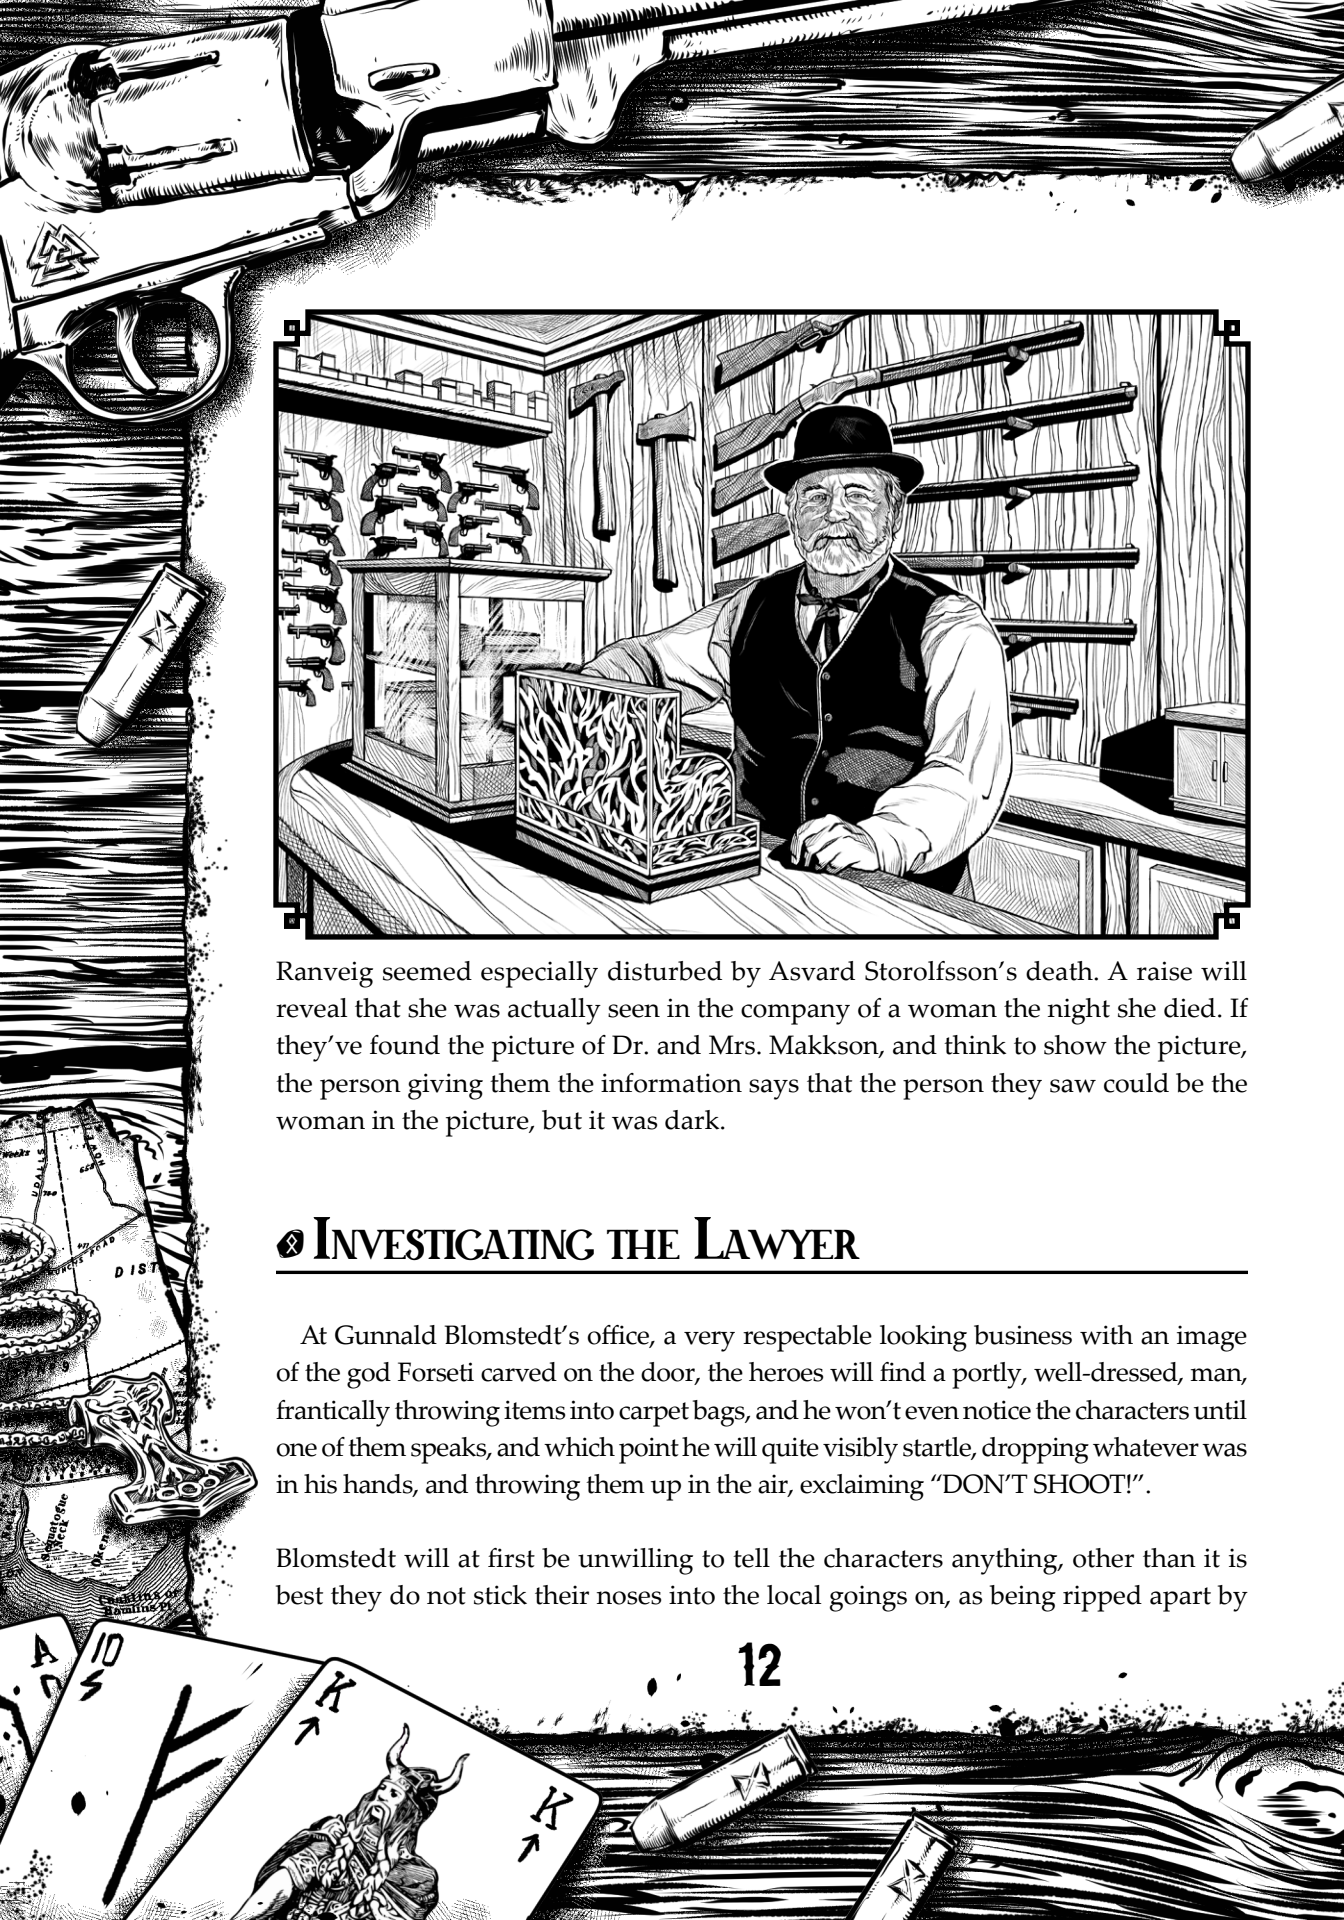 Ranveig seemed especially disturbed by Asvard Storolfsson’s death. A raise will
reveal that she was actually seen in the company of a woman the night she died. If
they’ve found the picture of Dr. and Mrs. Makkson, and think to show the picture,
the person giving them the information says that the person they saw could be the
woman in the picture, but it was dark.
Investigating the Lawyer
At Gunnald Blomstedt’s office, a very respectable looking business with an image
of the god Forseti carved on the door, the heroes will find a portly, well-dressed, man,
frantically throwing items into carpet bags, and he won’t even notice the characters until
one of them speaks, and which point he will quite visibly startle, dropping whatever was
in his hands, and throwing them up in the air, exclaiming “DON’T SHOOT!”.
Blomstedt will at first be unwilling to tell the characters anything, other than it is
best they do not stick their noses into the local goings on, as being ripped apart by
12
UDALLS
HOWE
ROAD
DIST
Neck
A
10
K
K